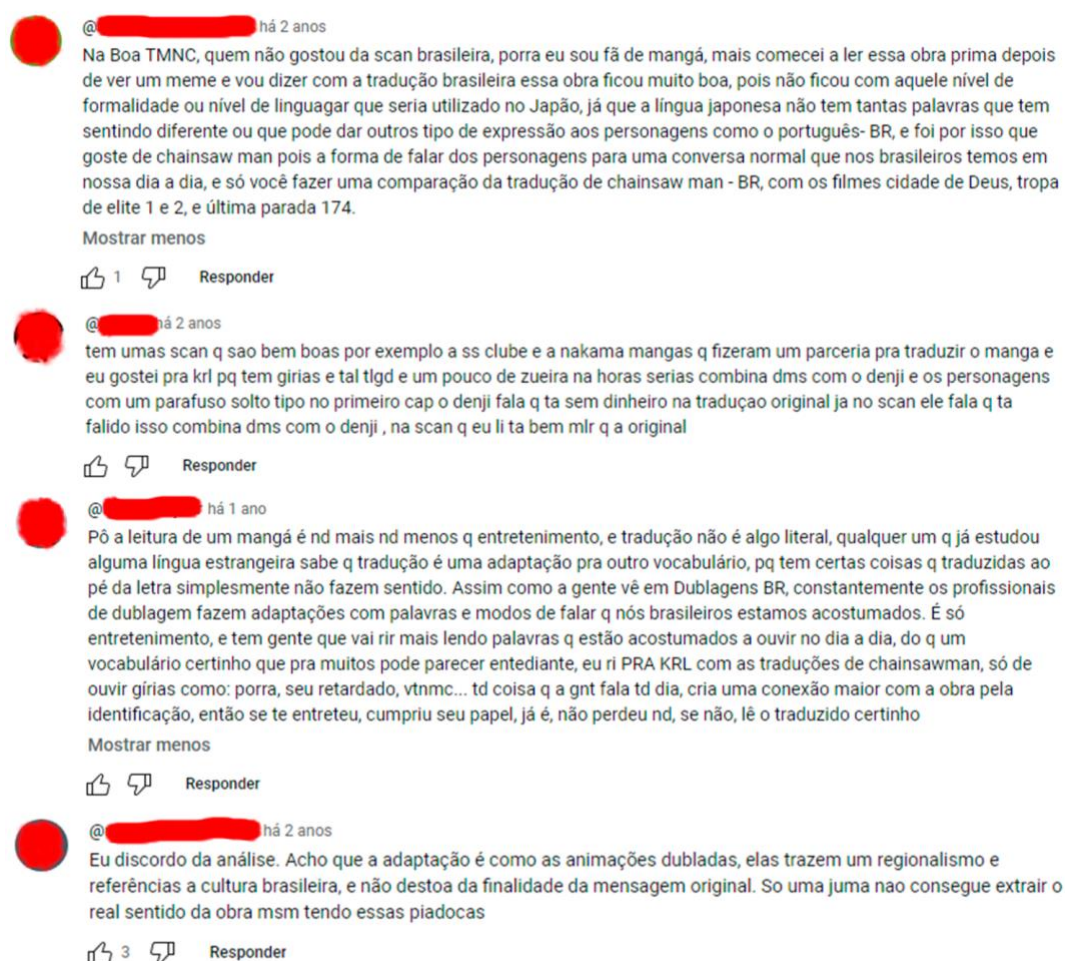 @ há 2 anos
Na Boa TMNC, quem não gostou da scan brasileira, porra eu sou fã de mangá, mais comecei a ler essa obra prima depois
de ver um meme e vou dizer com a tradução brasileira essa obra ficou muito boa, pois não ficou com aquele nível de
formalidade ou nível de linguagar que seria utilizado no Japão, já que a língua japonesa não tem tantas palavras que tem
sentindo diferente ou que pode dar outros tipo de expressão aos personagens como o português- BR, e foi por isso que
goste de chainsaw man pois a forma de falar dos personagens para uma conversa normal que nos brasileiros temos em
nossa dia a dia, e só você fazer uma comparação da tradução de chainsaw man - BR, com os filmes cidade de Deus, tropa
de elite 1 e 2, e última parada 174.
Mostrar menos
1 Responder
@ há 2 anos
tem umas scan q sao bem boas por exemplo a ss clube e a nakama mangas q fizeram um parceria pra traduzir o manga e
eu gostei pra krl pq tem girias e tal tlgd e um pouco de zueira na horas serias combina dms com o denji e os personagens
com um parafuso solto tipo no primeiro cap o denji fala q ta sem dinheiro na traduçao original ja no scan ele fala q ta
falido isso combina dms com o denji , na scan q eu li ta bem mlr q a original
Responder
@ há 1 ano
Pô a leitura de um mangá é nd mais nd menos q entretenimento, e tradução não é algo literal, qualquer um q já estudou
alguma língua estrangeira sabe q tradução é uma adaptação pra outro vocabulário, pq tem certas coisas q traduzidas ao
pé da letra simplesmente não fazem sentido. Assim como a gente vê em Dublagens BR, constantemente os profissionais
de dublagem fazem adaptações com palavras e modos de falar q nós brasileiros estamos acostumados. É só
entretenimento, e tem gente que vai rir mais lendo palavras q estão acostumados a ouvir no dia a dia, do q um
vocabulário certinho que pra muitos pode parecer entediante, eu ri PRA KRL com as traduções de chainsawman, só de
ouvir gírias como: porra, seu retardado, vtnmc... td coisa q a gnt fala td dia, cria uma conexão maior com a obra pela
identificação, então se te entreteu, cumpriu seu papel, já é, não perdeu nd, se não, lê o traduzido certinho
Mostrar menos
Responder
@ há 2 anos
Eu discordo da análise. Acho que a adaptação é como as animações dubladas, elas trazem um regionalismo e
referências a cultura brasileira, e não destoa da finalidade da mensagem original. So uma juma nao consegue extrair o
real sentido da obra msm tendo essas piadocas
3 Responder